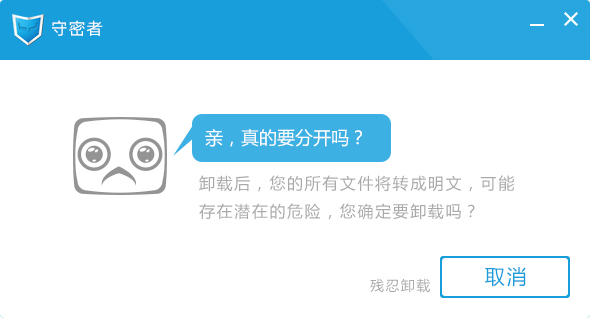 守密者
亲，真的要分开吗？
卸载后，您的所有文件将转成明文，可能
存在潜在的危险，您确定要卸载吗？
残忍卸载
取消